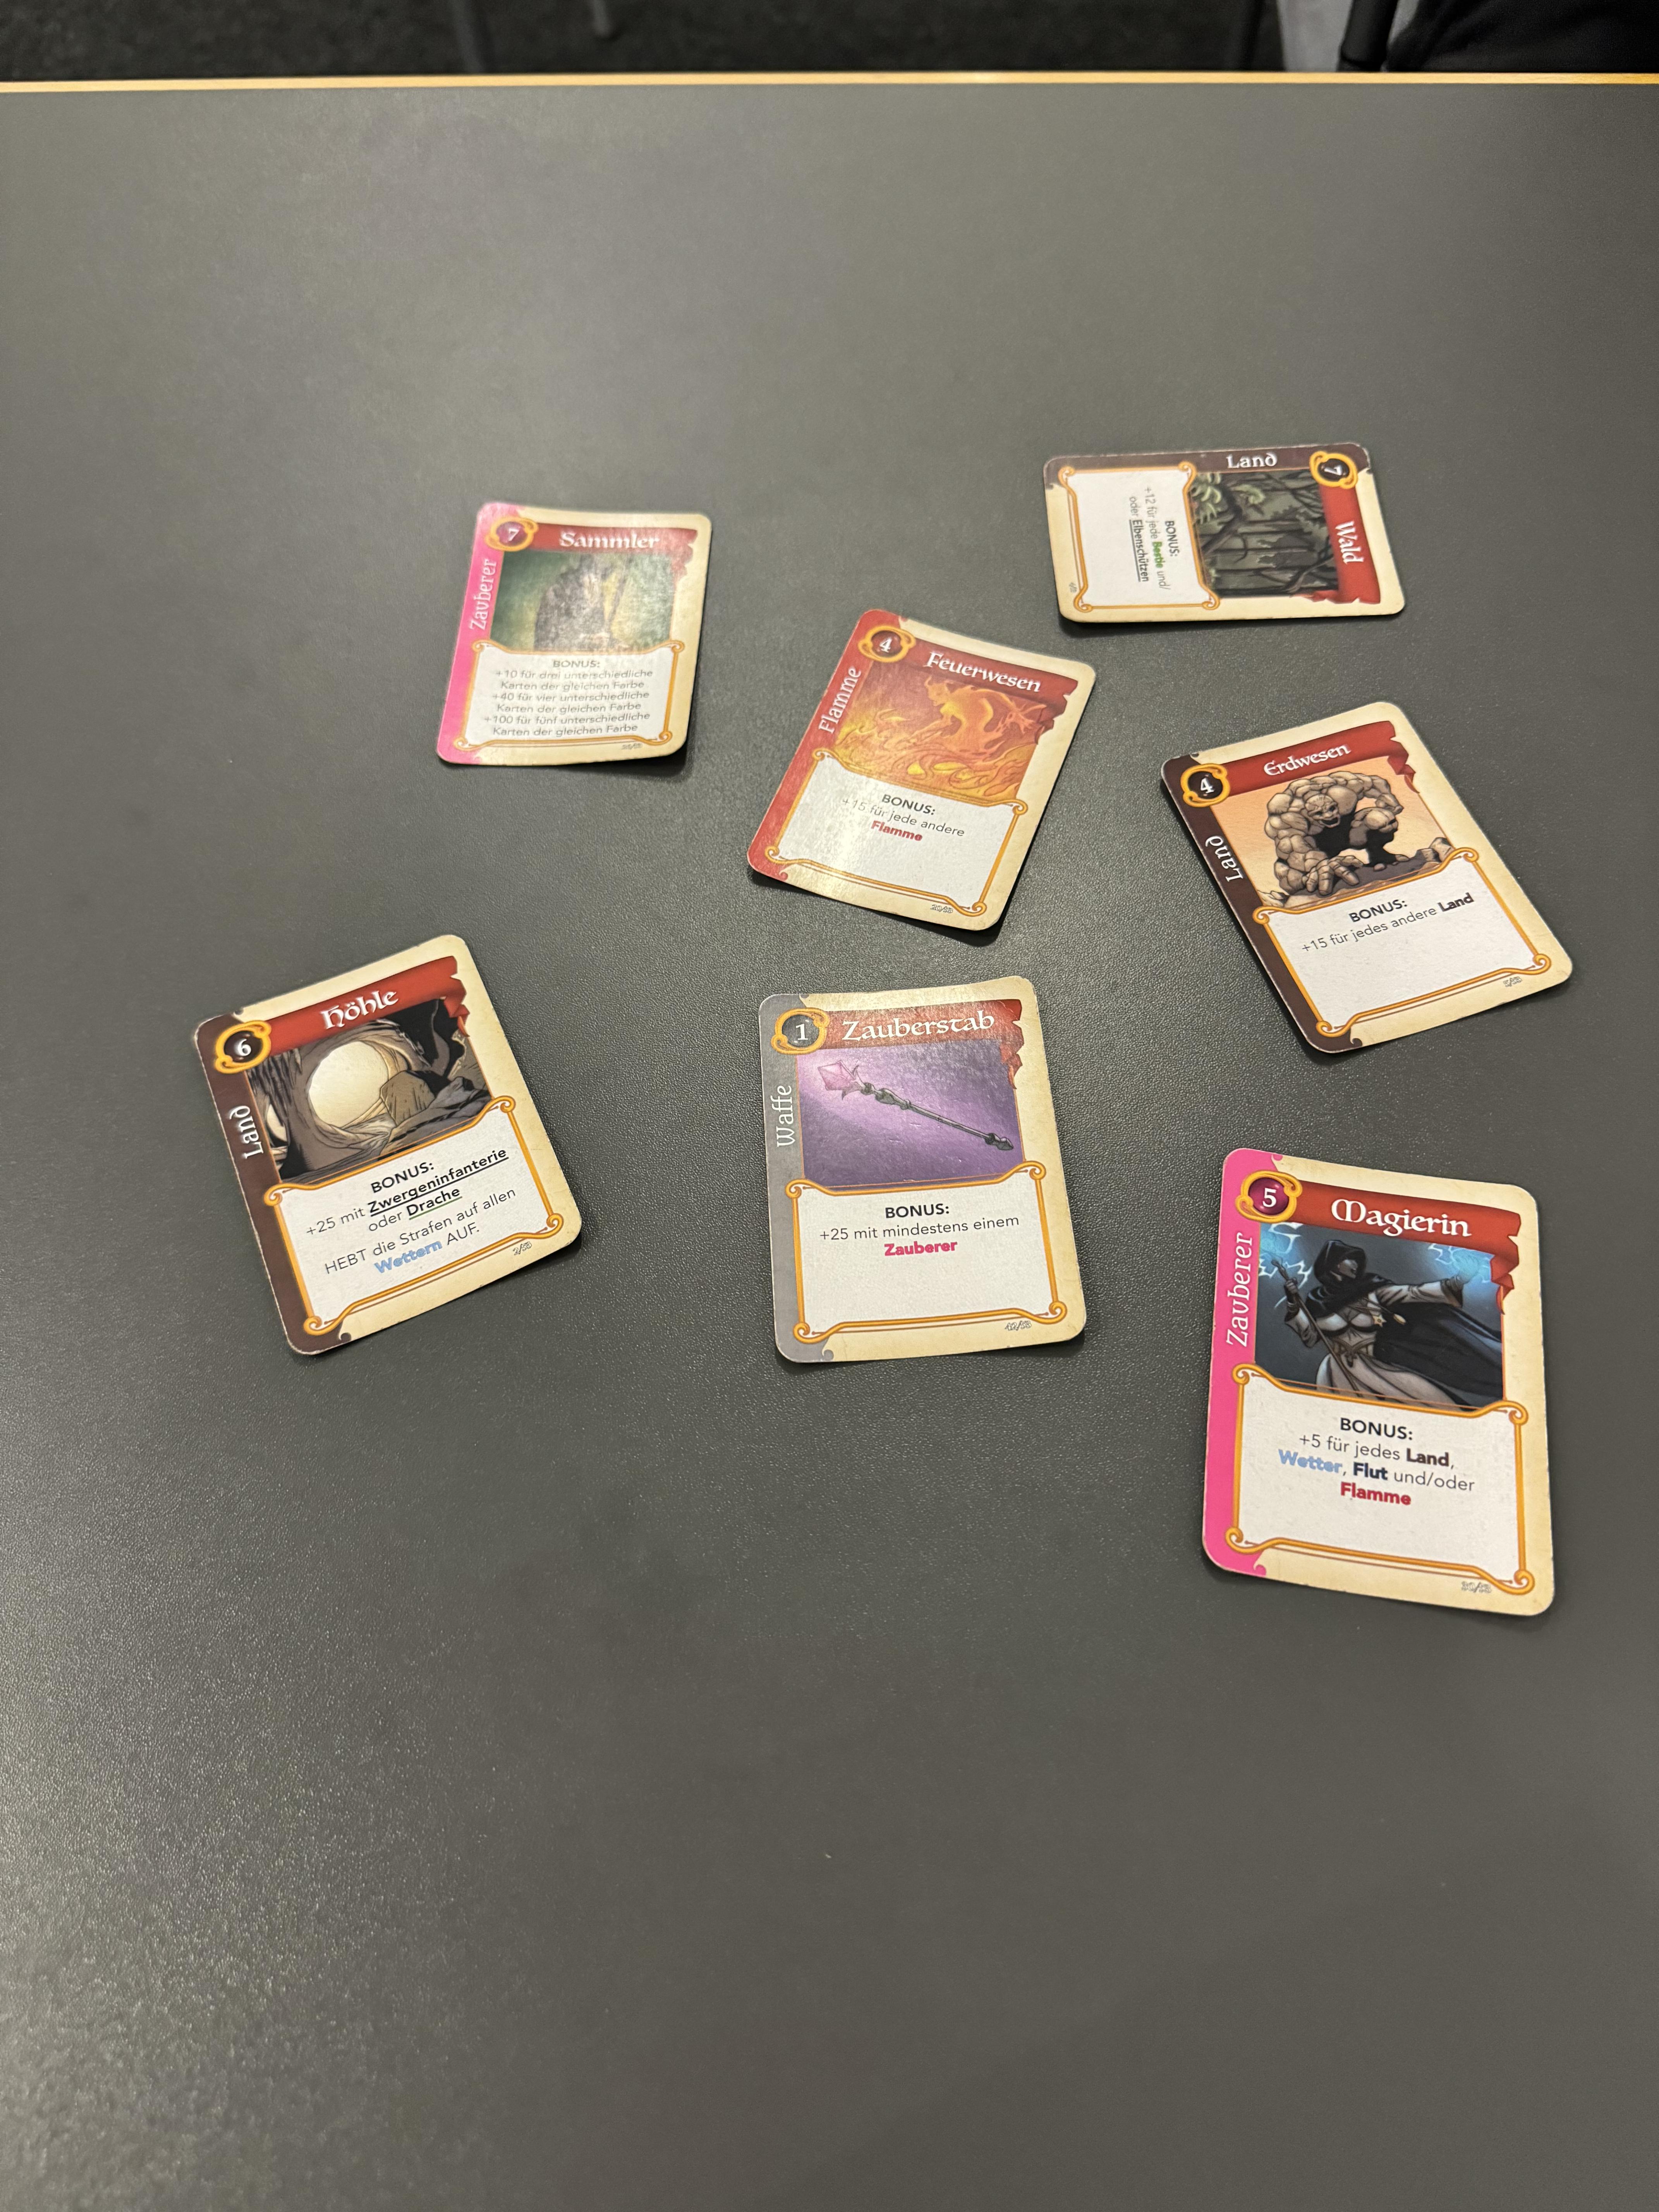 7
Sammler
Zauberer
BONUS:
+10 für drei unterschiedliche
Karten der gleichen Farbe
+40 für vier unterschiedliche
Karten der gleichen Farbe
+100 für fünf unterschiedliche
Karten der gleichen Farbe
7
Wald
Land
BONUS:
+12 für jede Bestie und/
oder Elbenschützen
4
Feuerwesen
Flamme
BONUS:
+15 für jede andere
Flamme
4
Erdwesen
Land
BONUS:
+15 für jedes andere Land
6
Höhle
Land
BONUS:
+25 mit Zwergeninfanterie
oder Drache
HEBT die Strafen auf allen
Wettern AUF.
1
Zauberstab
Waffe
BONUS:
+25 mit mindestens einem
Zauberer
5
Magierin
Zauberer
BONUS:
+5 für jedes Land,
Wetter, Flut und/oder
Flamme